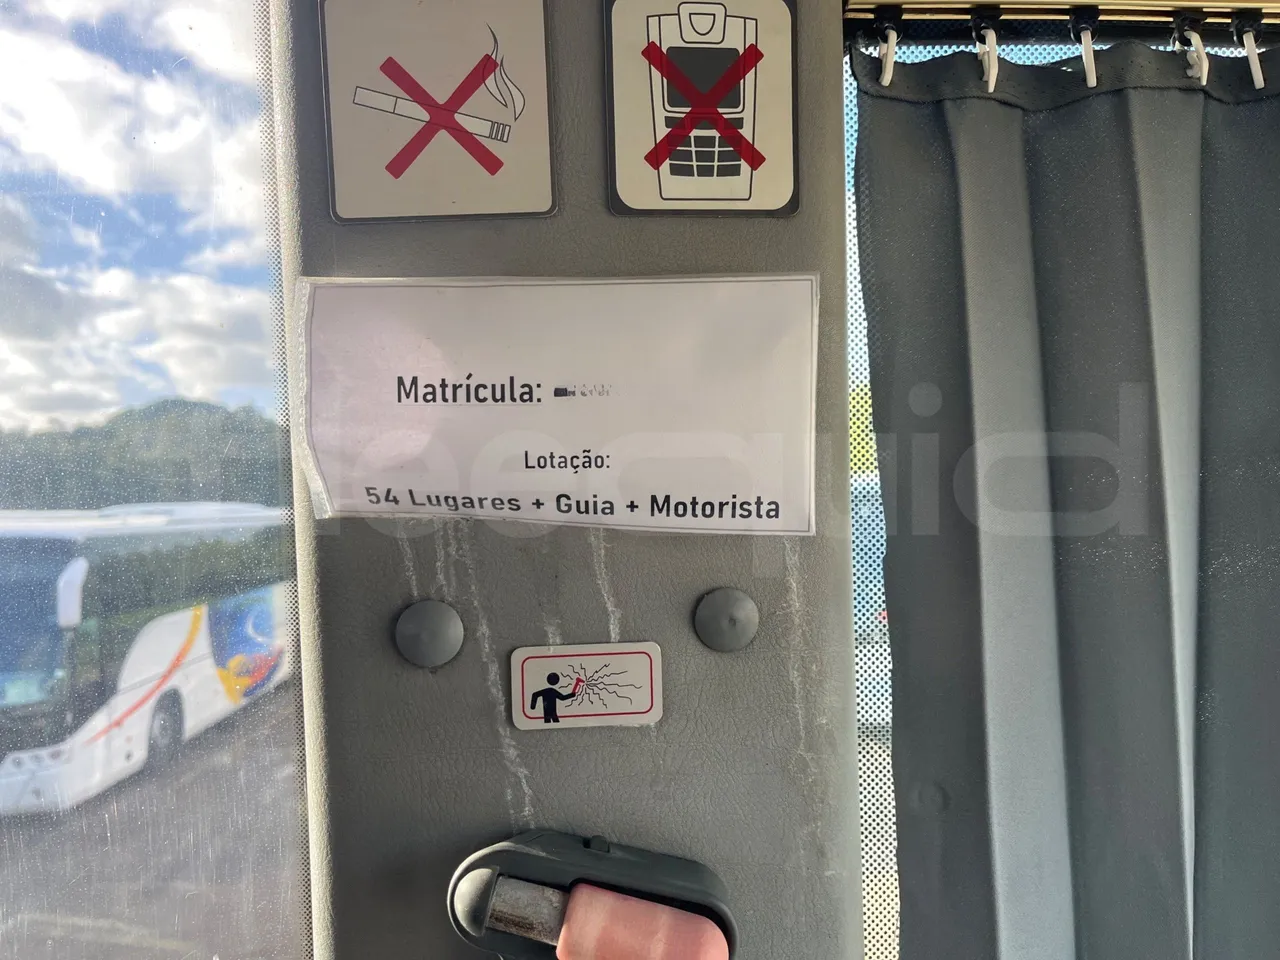 Matrícula:
Lotação:
54 Lugares + Guia + Motorista